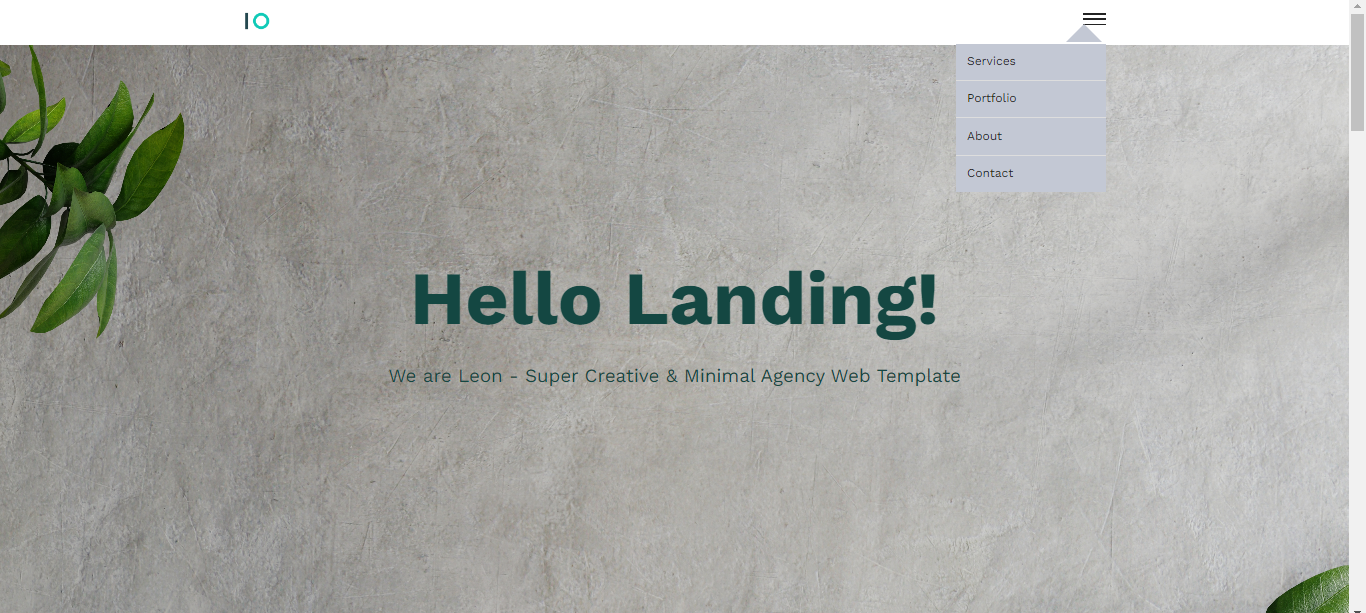 IO
Services
Portfolio
About
Contact
Hello Landing!
We are Leon - Super Creative & Minimal Agency Web Template